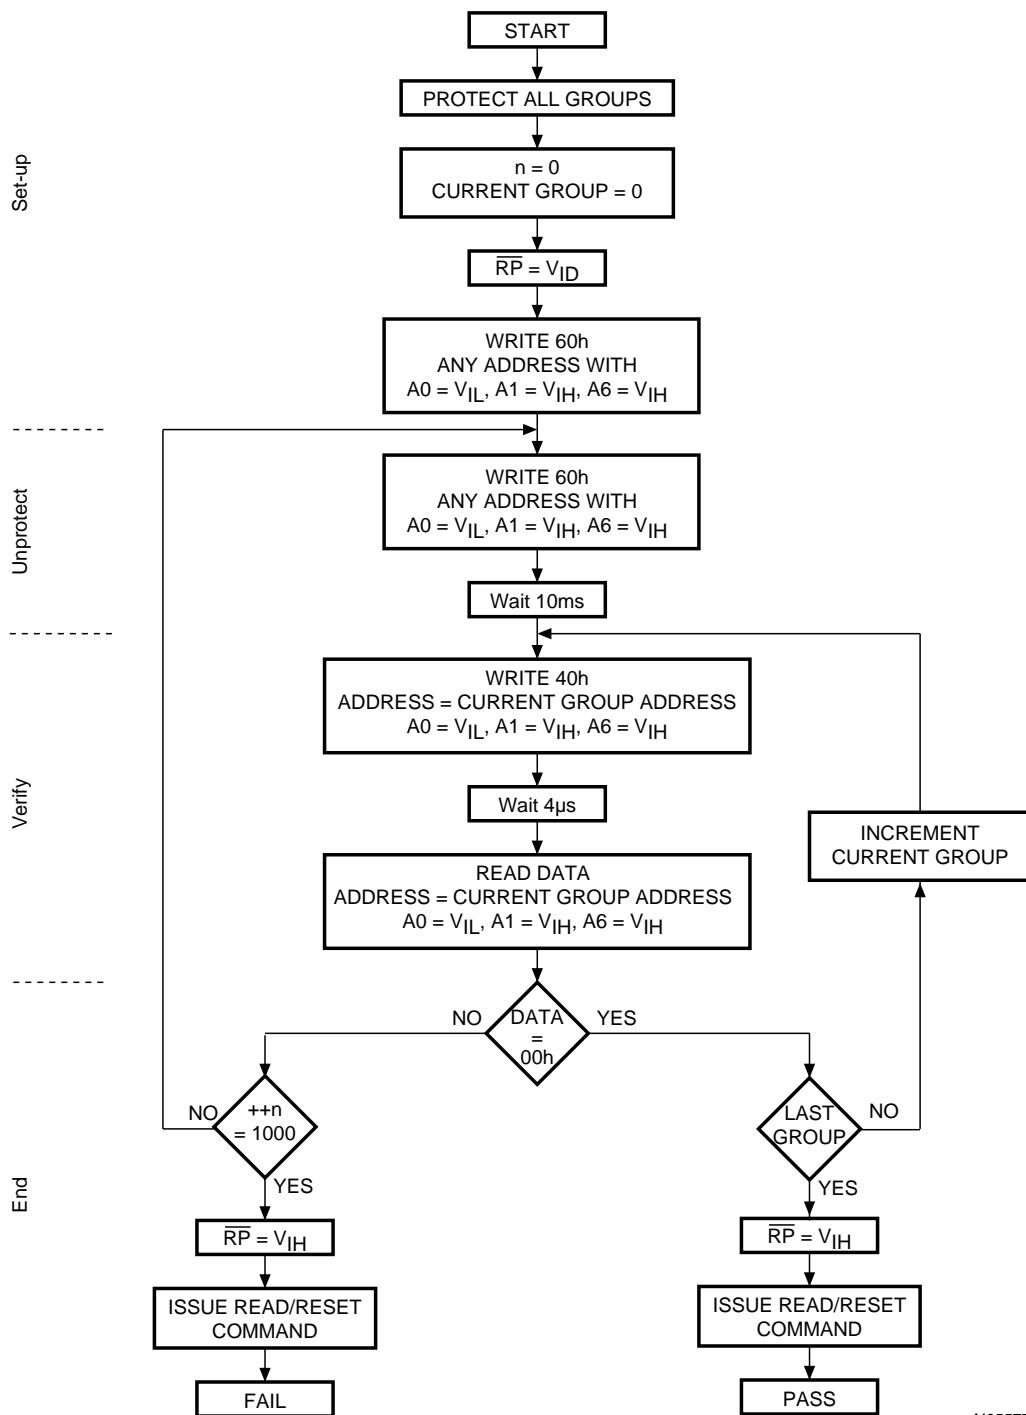 START
PROTECT ALL GROUPS
Set-up
n = 0
CURRENT GROUP = 0
RP = VID
WRITE 60h
ANY ADDRESS WITH
A0 = VIL, A1 = VIH, A6 = VIH
Unprotect
WRITE 60h
ANY ADDRESS WITH
A0 = VIL, A1 = VIH, A6 = VIH
Wait 10ms
Verify
WRITE 40h
ADDRESS = CURRENT GROUP ADDRESS
A0 = VIL, A1 = VIH, A6 = VIH
Wait 4µs
INCREMENT
CURRENT GROUP
READ DATA
ADDRESS = CURRENT GROUP ADDRESS
A0 = VIL, A1 = VIH, A6 = VIH
End
NO
DATA
=
00h
YES
NO
++n
= 1000
YES
LAST
GROUP
NO
YES
RP = VIH
RP = VIH
ISSUE READ/RESET
COMMAND
ISSUE READ/RESET
COMMAND
FAIL
PASS